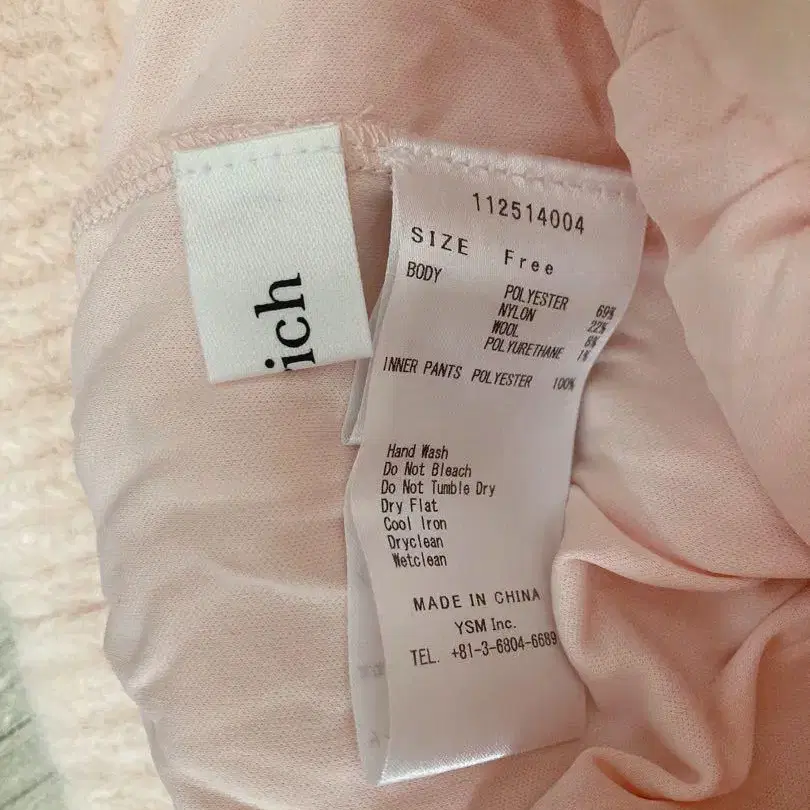 ich
112514004
SIZE Free
BODY
POLYESTER 69%
NYLON 22%
WOOL 8%
POLYURETHANE 1%
INNER PANTS POLYESTER 100%
Hand Wash
Do Not Bleach
Do Not Tumble Dry
Dry Flat
Cool Iron
Dryclean
Wetclean
MADE IN CHINA
YSM Inc.
TEL. +81-3-6804-6689